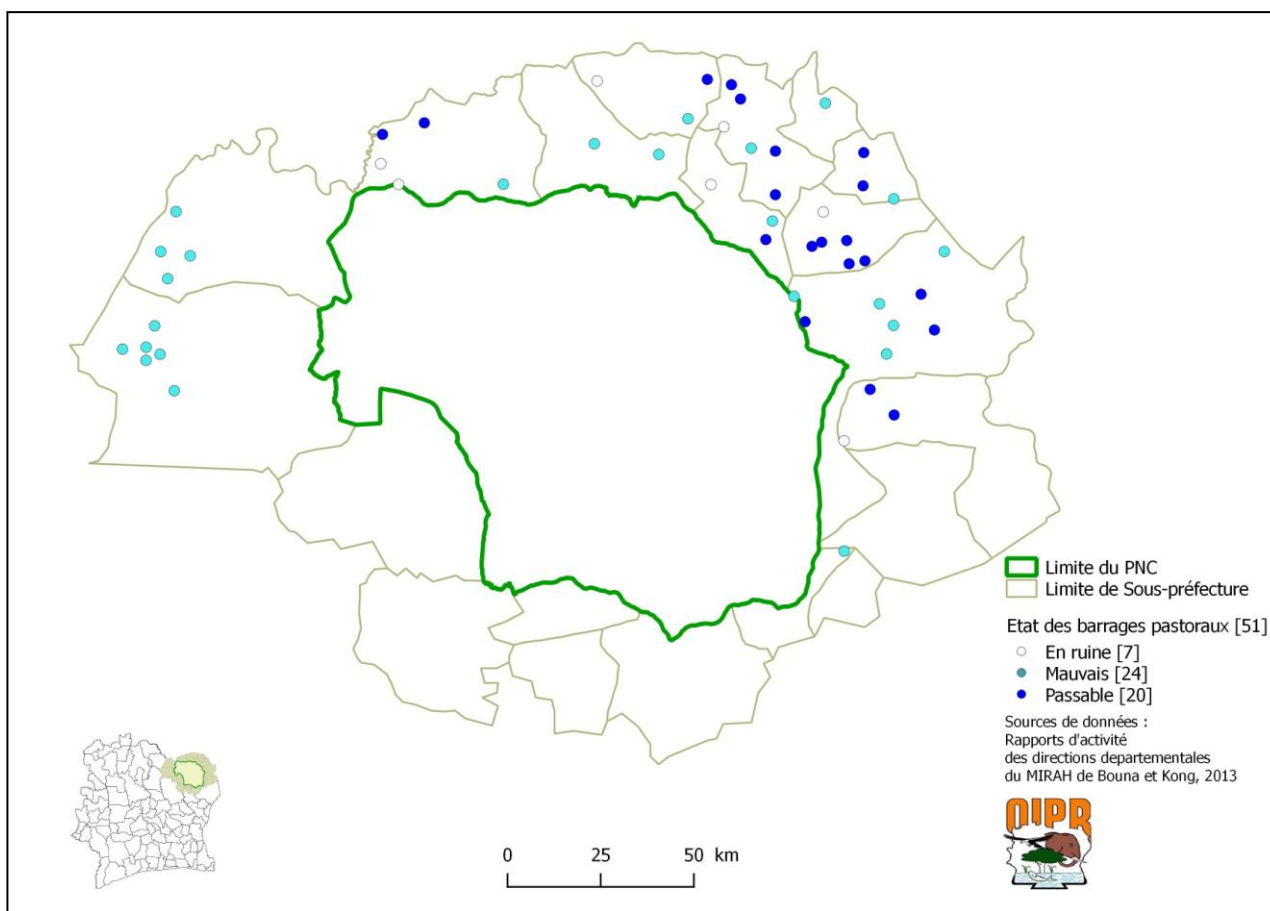 Limite du PNC
Limite de Sous-préfecture
Etat des barrages pastoraux [51]
En ruine [7]
Mauvais [24]
Passable [20]
Sources de données :
Rapports d'activité
des directions departementales
du MIRAH de Bouna et Kong, 2013
OIPR
0 25 50 km